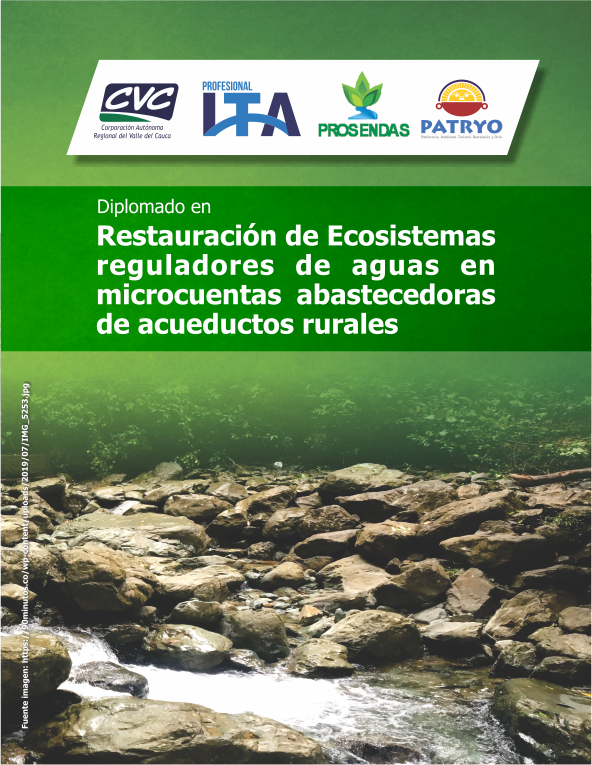 CVC
Corporación Autónoma
Regional del Valle del Cauca
PROFESIONAL
ITA
PROSENDAS
PATRYO
Patrimonio, Ambiente, Turismo, Recreación y Ocio
Diplomado en
Restauración de Ecosistemas
reguladores de aguas en
microcuentas abastecedoras
de acueductos rurales
Fuente imagen: https://90minutos.co/wp-content/uploads/2019/07/IMG_5253.jpg